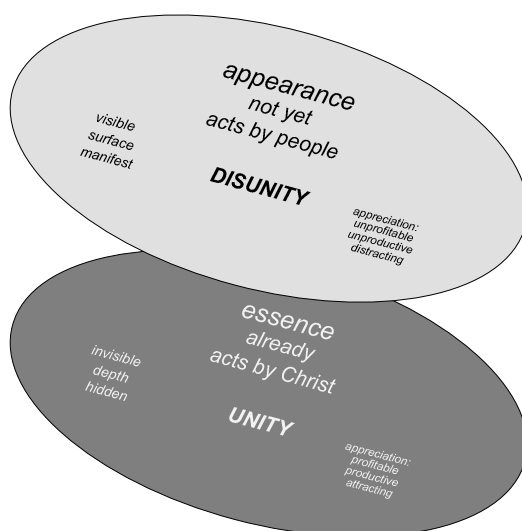 appearance
not yet
acts by people
visible
surface
manifest
DISUNITY
appreciation:
unprofitable
unproductive
distracting
essence
already
acts by Christ
invisible
depth
hidden
UNITY
appreciation:
profitable
productive
attracting